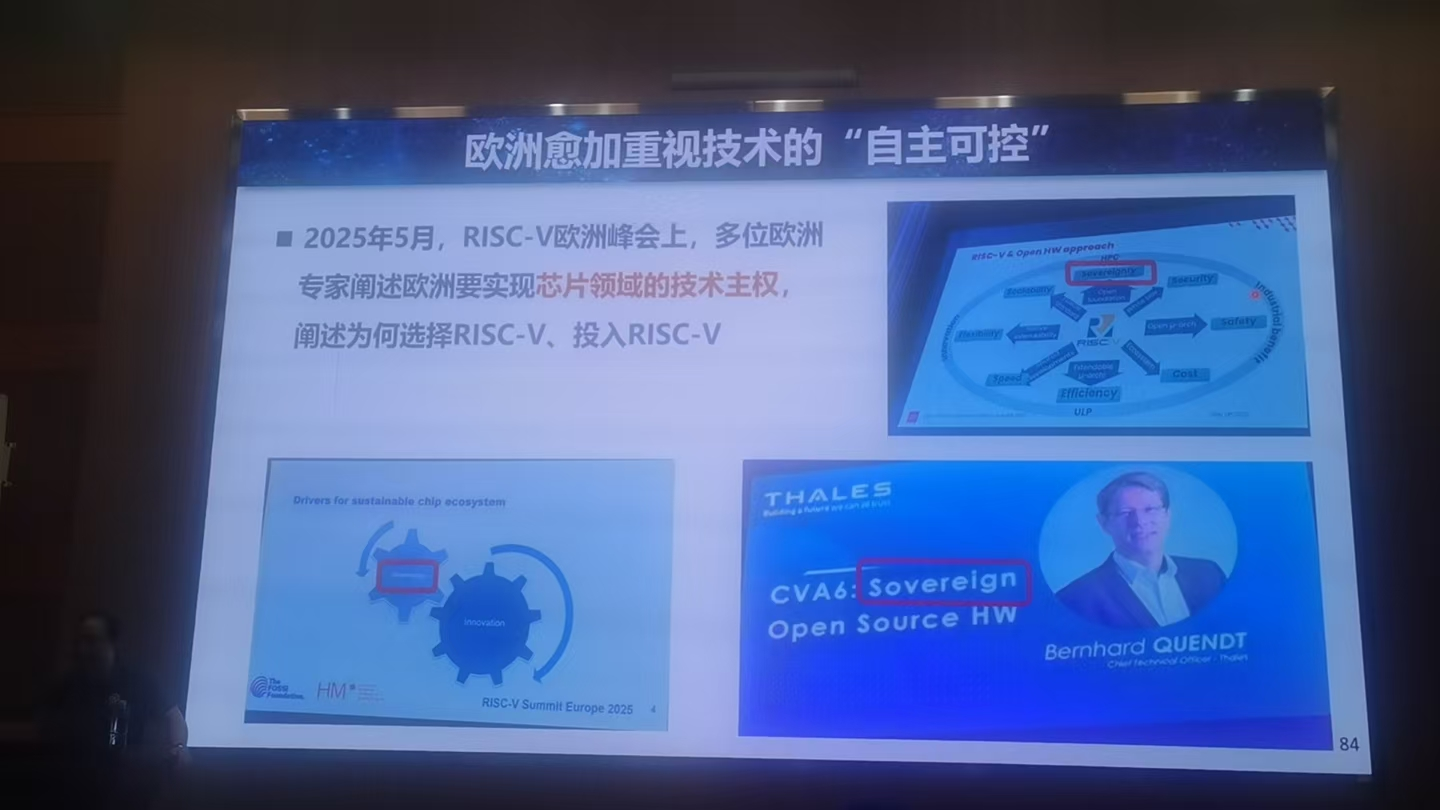 欧洲愈加重视技术的“自主可控”
■ 2025年5月，RISC-V欧洲峰会上，多位欧洲
专家阐述欧洲要实现芯片领域的技术主权，
阐述为何选择RISC-V、投入RISC-V
RISC-V & Open HW approach
HPC
Sovereignty
Scalability
Open foundation
Security
Industrial benefit
Flexibility
RISC-V
Open µ-arch
Safety
Innovation
Speed
Cost
Efficiency
ULP
Drivers for sustainable chip ecosystem
Innovation
The
FOSSi
Foundation
HM
RISC-V Summit Europe 2025 4
THALES
Building a future we can all trust
CVA6: Sovereign
Open Source HW
Bernhard QUENDT
Chief Technical Officer - Thales
84